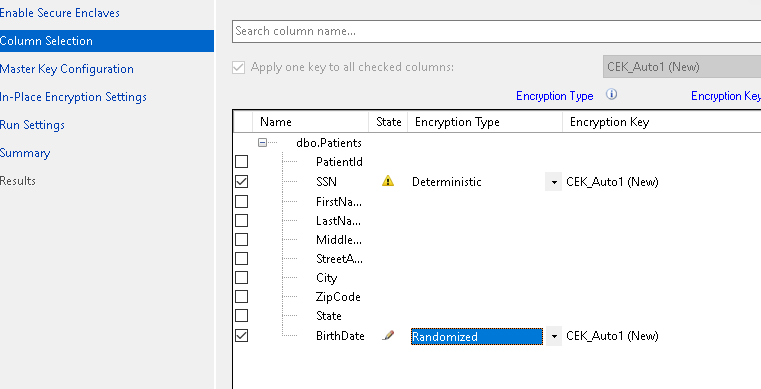 Enable Secure Enclaves
Column Selection
Master Key Configuration
In-Place Encryption Settings
Run Settings
Summary
Results
Search column name...
Apply one key to all checked columns:
CEK_Auto1 (New)
Encryption Type
Encryption Key
Name State Encryption Type Encryption Key
dbo.Patients
PatientId
SSN Deterministic CEK_Auto1 (New)
FirstNa...
LastNa...
Middle...
StreetA...
City
ZipCode
State
BirthDate Randomized CEK_Auto1 (New)